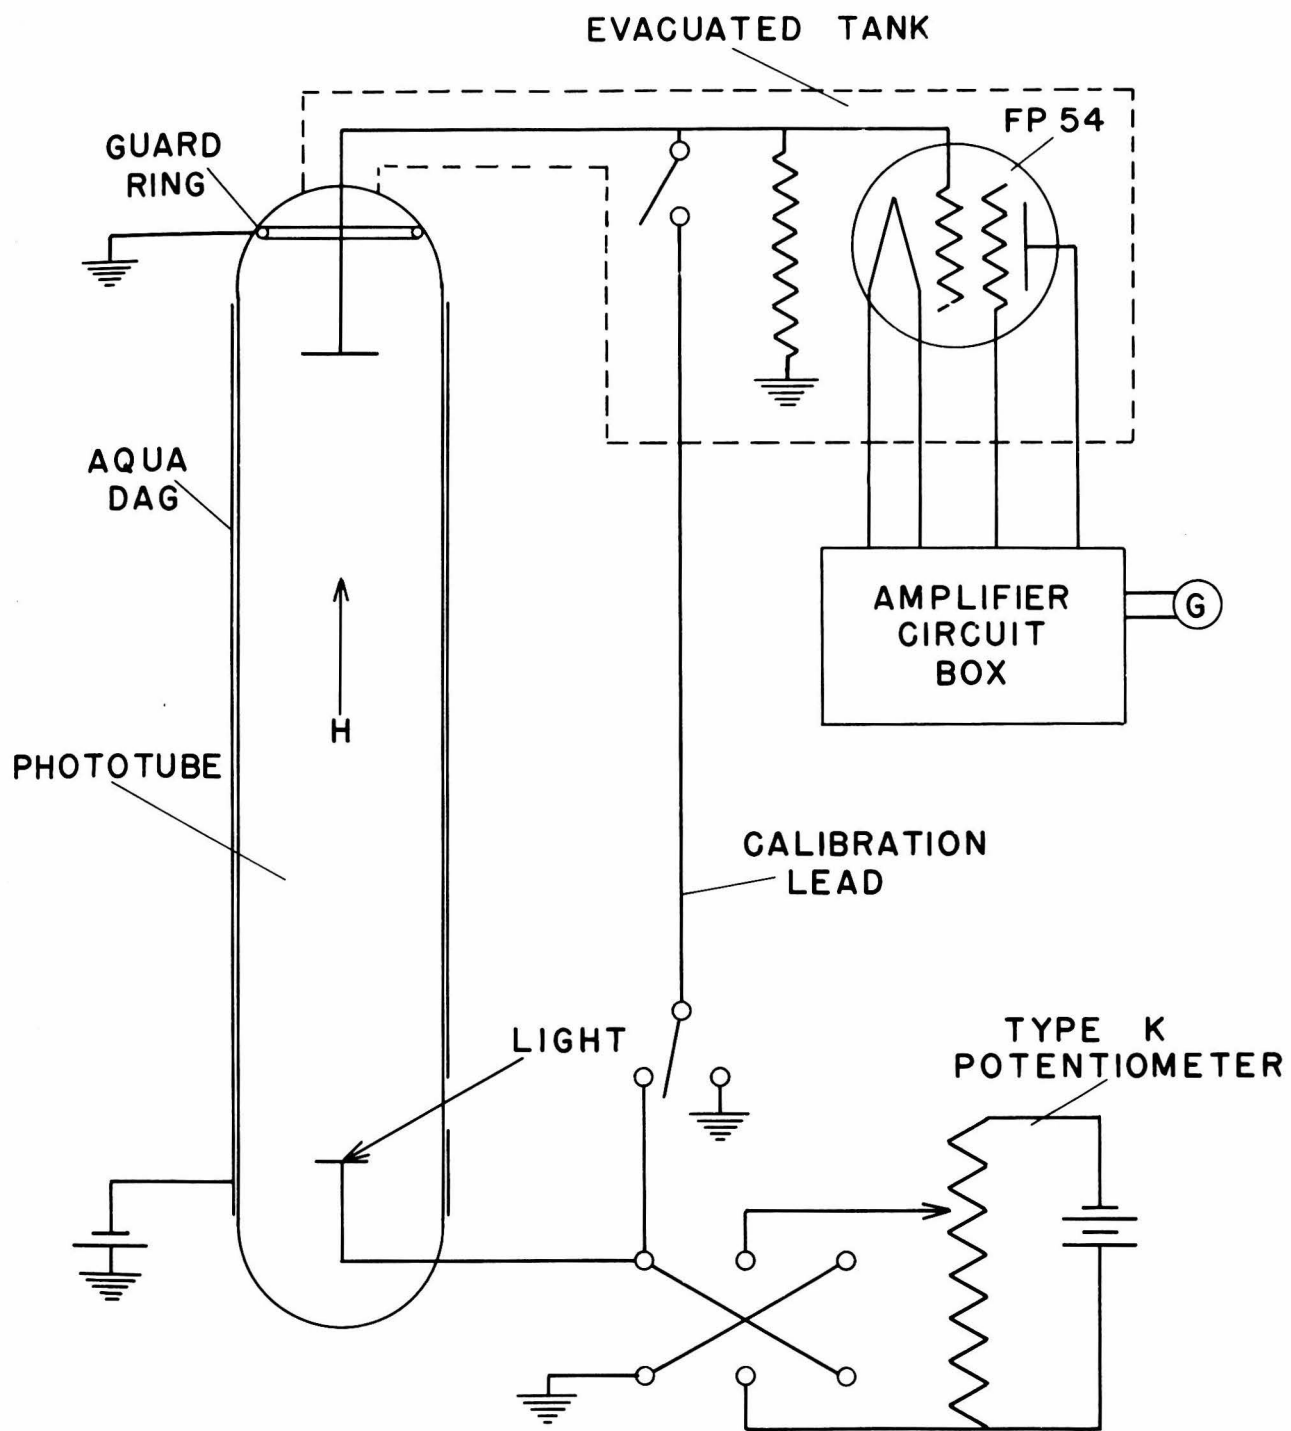 EVACUATED TANK
FP 54
GUARD
RING
AQUA
DAG
AMPLIFIER
CIRCUIT
BOX
G
H
PHOTOTUBE
CALIBRATION
LEAD
LIGHT
TYPE K
POTENTIOMETER